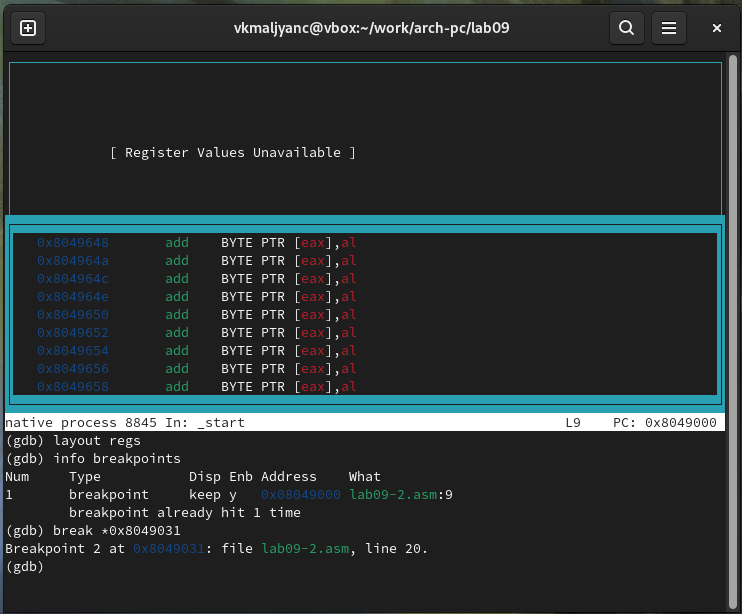 vkmaljyanc@vbox:~/work/arch-pc/lab09
[ Register Values Unavailable ]
0x8049648 add BYTE PTR [eax],al
0x804964a add BYTE PTR [eax],al
0x804964c add BYTE PTR [eax],al
0x804964e add BYTE PTR [eax],al
0x8049650 add BYTE PTR [eax],al
0x8049652 add BYTE PTR [eax],al
0x8049654 add BYTE PTR [eax],al
0x8049656 add BYTE PTR [eax],al
0x8049658 add BYTE PTR [eax],al
native process 8845 In: _start L9 PC: 0x8049000
(gdb) layout regs
(gdb) info breakpoints
Num Type Disp Enb Address What
1 breakpoint keep y 0x08049000 lab09-2.asm:9
breakpoint already hit 1 time
(gdb) break *0x8049031
Breakpoint 2 at 0x8049031: file lab09-2.asm, line 20.
(gdb)